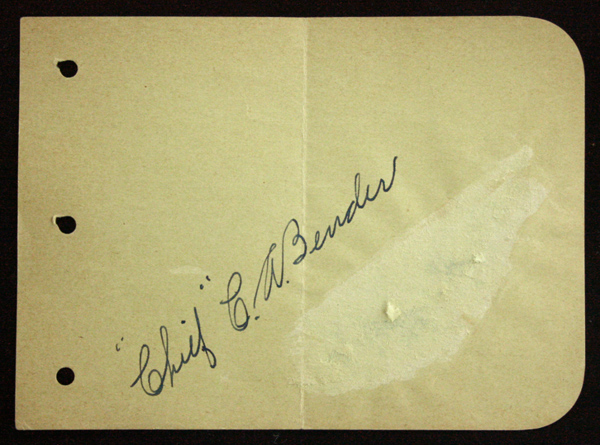 "Chief" C. A. Bender